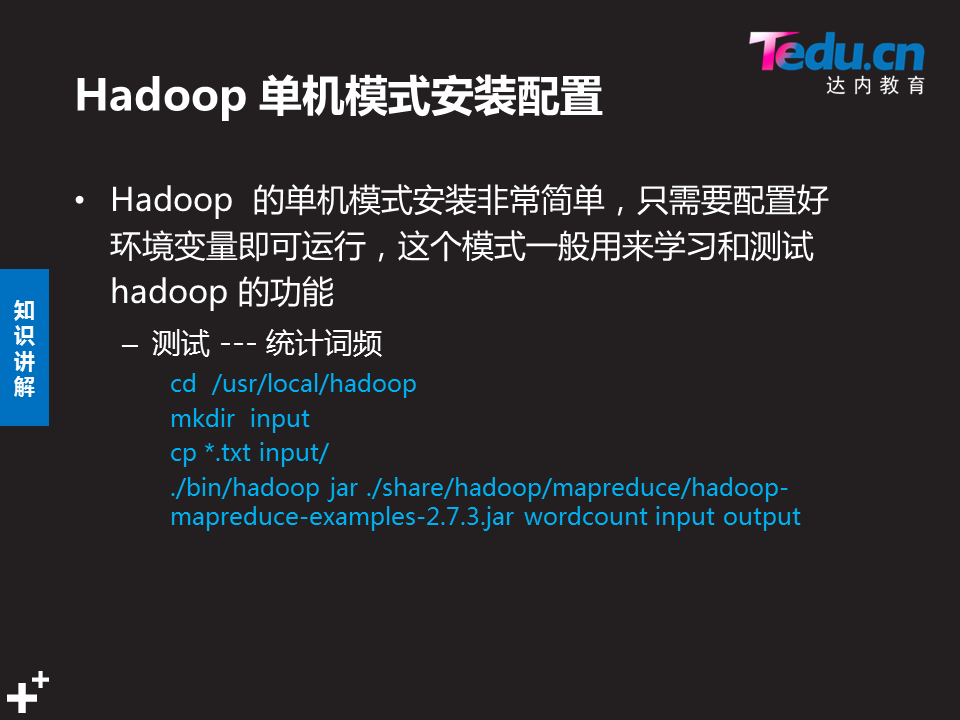 Tedu.cn
达内教育
Hadoop 单机模式安装配置
• Hadoop 的单机模式安装非常简单，只需要配置好
环境变量即可运行，这个模式一般用来学习和测试
hadoop 的功能
知识讲解
– 测试 --- 统计词频
cd /usr/local/hadoop
mkdir input
cp *.txt input/
./bin/hadoop jar ./share/hadoop/mapreduce/hadoop-
mapreduce-examples-2.7.3.jar wordcount input output